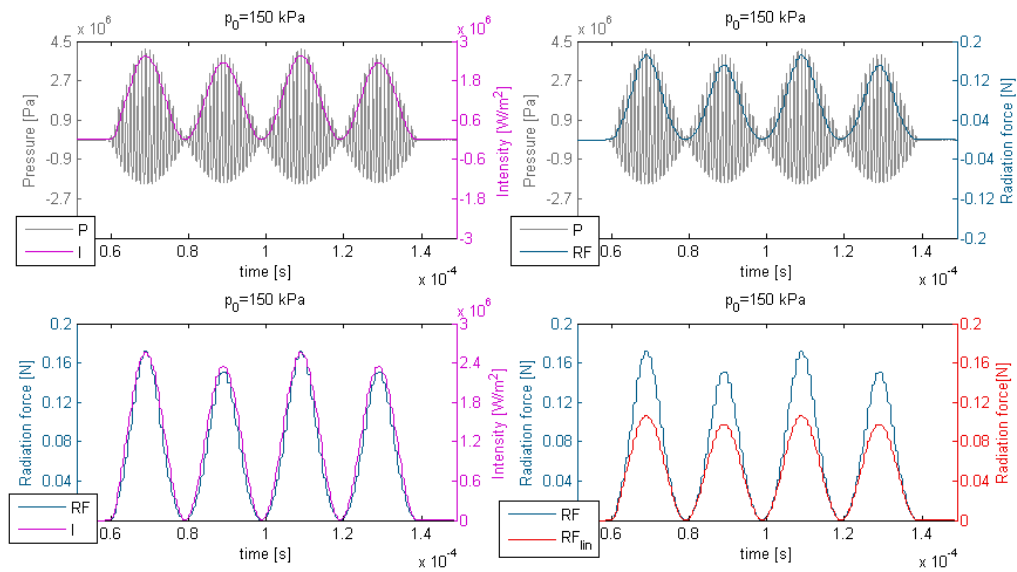 p0=150 kPa
x 10^6
x 10^6
4.5
2.7
0.9
-0.9
-2.7
Pressure [Pa]
3
1.8
0.6
-0.6
-1.8
-3
Intensity [W/m2]
P
I
0.6
0.8
1
1.2
1.4
time [s]
x 10^-4
p0=150 kPa
x 10^6
4.5
2.7
0.9
-0.9
-2.7
Pressure [Pa]
0.2
0.12
0.04
-0.04
-0.12
-0.2
Radiation force [N]
P
RF
0.6
0.8
1
1.2
1.4
time [s]
x 10^-4
p0=150 kPa
x 10^6
0.2
0.16
0.12
0.08
0.04
Radiation force [N]
3
2.4
1.8
1.2
0.6
0
Intensity [W/m2]
RF
I
0.6
0.8
1
1.2
1.4
time [s]
x 10^-4
p0=150 kPa
0.2
0.16
0.12
0.08
0.04
Radiation force [N]
0.2
0.16
0.12
0.08
0.04
0
Radiation force[N]
RF
RFlin
0.6
0.8
1
1.2
1.4
time [s]
x 10^-4